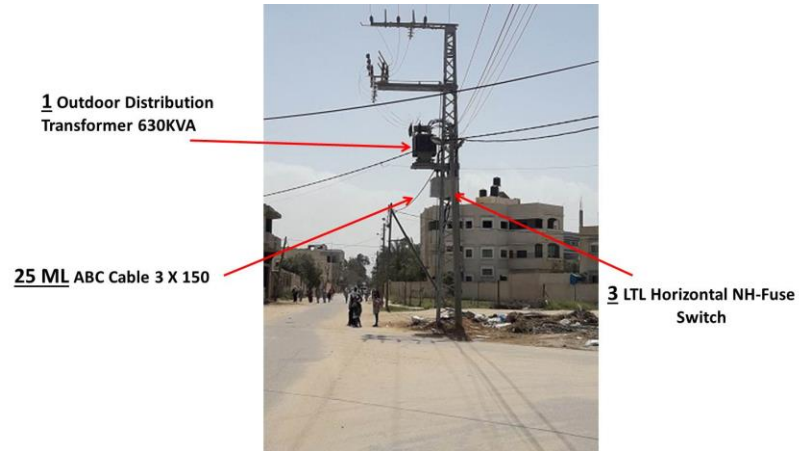 1 Outdoor Distribution
Transformer 630KVA
25 ML ABC Cable 3 X 150
3 LTL Horizontal NH-Fuse
Switch